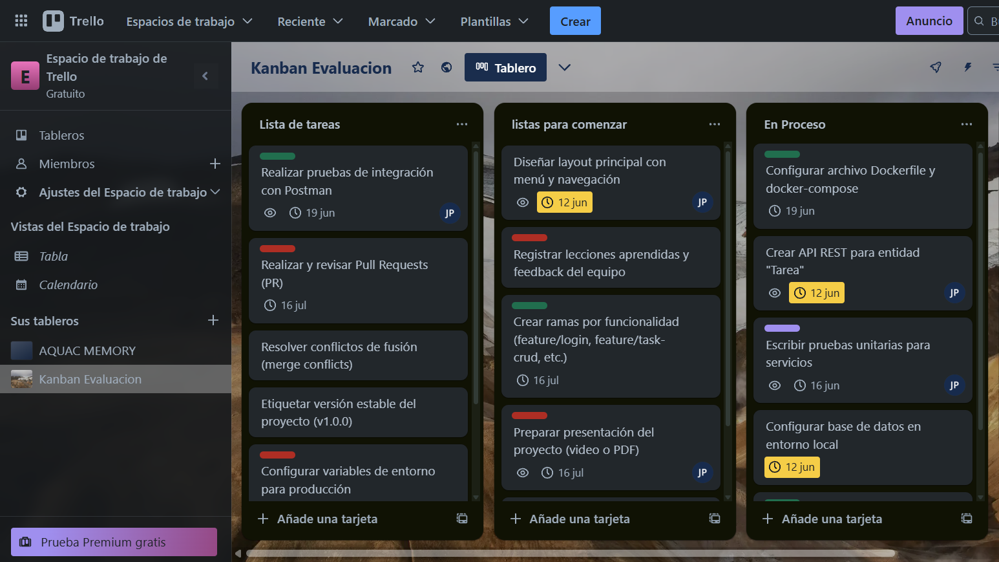 Trello
Espacios de trabajo
Reciente
Marcado
Plantillas
Crear
Anuncio
E
Espacio de trabajo de
Trello
Gratuito
Tableros
Miembros
Ajustes del Espacio de trabajo
Vistas del Espacio de trabajo
Tabla
Calendario
Sus tableros
AQUAC MEMORY
Kanban Evaluacion
Prueba Premium gratis
Kanban Evaluacion
Tablero
Lista de tareas
Realizar pruebas de integración
con Postman
19 jun
JP
Realizar y revisar Pull Requests
(PR)
16 jul
Resolver conflictos de fusión
(merge conflicts)
Etiquetar versión estable del
proyecto (v1.0.0)
Configurar variables de entorno
para producción
Añade una tarjeta
listas para comenzar
Diseñar layout principal con
menú y navegación
12 jun
JP
Registrar lecciones aprendidas y
feedback del equipo
Crear ramas por funcionalidad
(feature/login, feature/task-
crud, etc.)
16 jul
Preparar presentación del
proyecto (video o PDF)
16 jul
JP
Añade una tarjeta
En Proceso
Configurar archivo Dockerfile y
docker-compose
19 jun
Crear API REST para entidad
"Tarea"
12 jun
JP
Escribir pruebas unitarias para
servicios
16 jun
JP
Configurar base de datos en
entorno local
12 jun
Añade una tarjeta